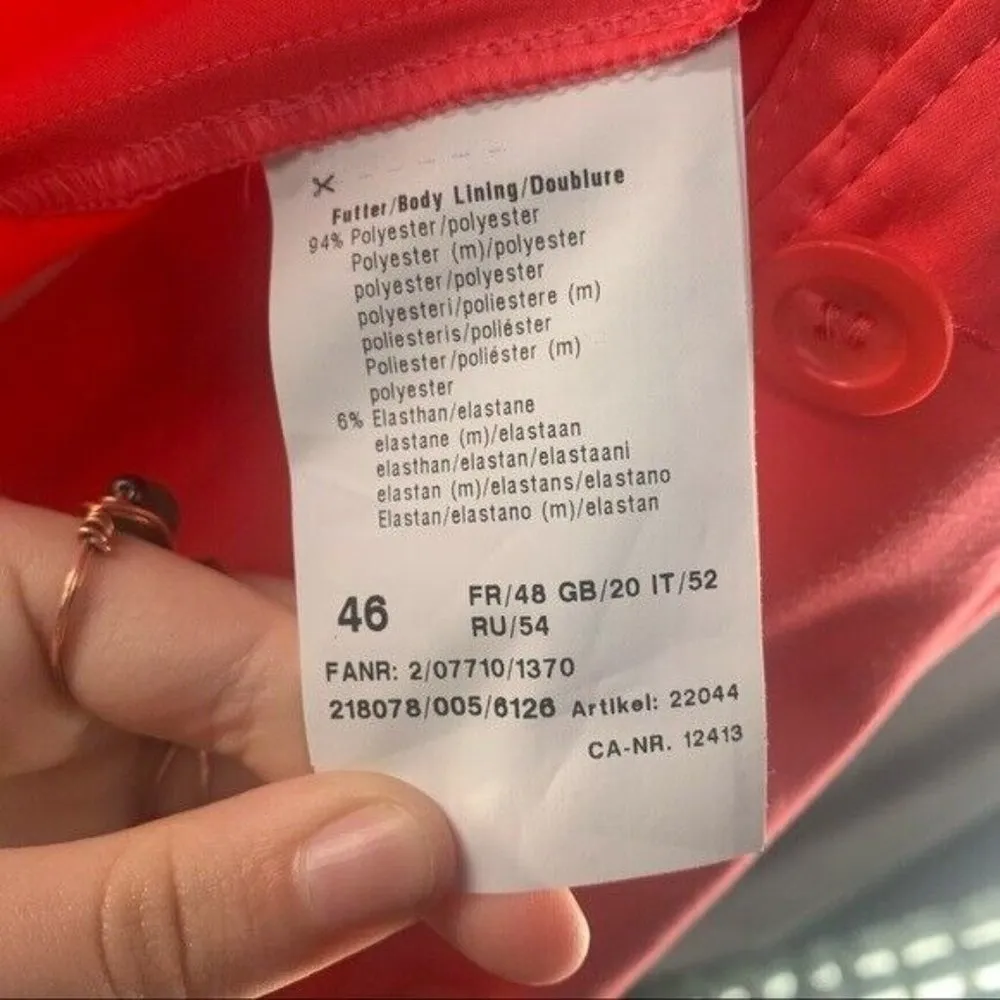 Futter/Body Lining/Doublure
94% Polyester/polyester
Polyester (m)/polyester
polyester/polyester
polyesteri/poliestere (m)
poliesteris/poliéster
Poliester/poliéster (m)
polyester
6% Elasthan/elastane
elastane (m)/elastaan
elasthan/elastan/elastaani
elastan (m)/elastans/elastano
Elastan/elastano (m)/elastan
46 FR/48 GB/20 IT/52
RU/54
FANR: 2/07710/1370
218078/005/6126 Artikel: 22044
CA-NR. 12413